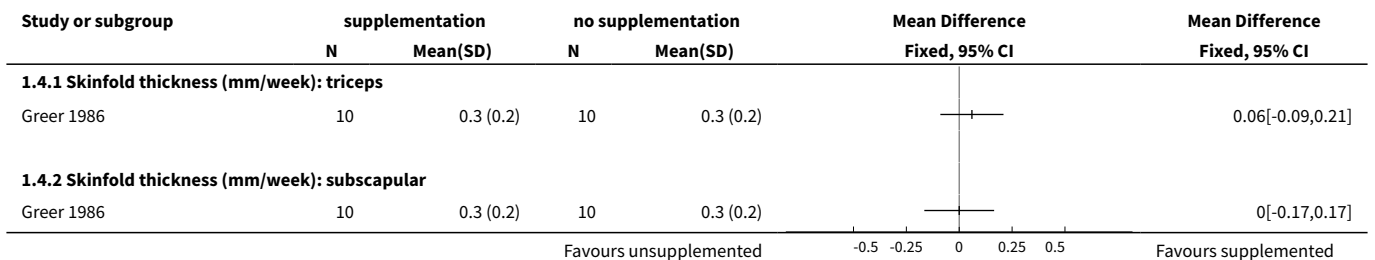 Study or subgroup supplementation no supplementation Mean Difference Mean Difference
N Mean(SD) N Mean(SD) Fixed, 95% CI Fixed, 95% CI
1.4.1 Skinfold thickness (mm/week): triceps
Greer 1986 10 0.3 (0.2) 10 0.3 (0.2) 0.06[-0.09,0.21]
1.4.2 Skinfold thickness (mm/week): subscapular
Greer 1986 10 0.3 (0.2) 10 0.3 (0.2) 0[-0.17,0.17]
Favours unsupplemented -0.5 -0.25 0 0.25 0.5 Favours supplemented